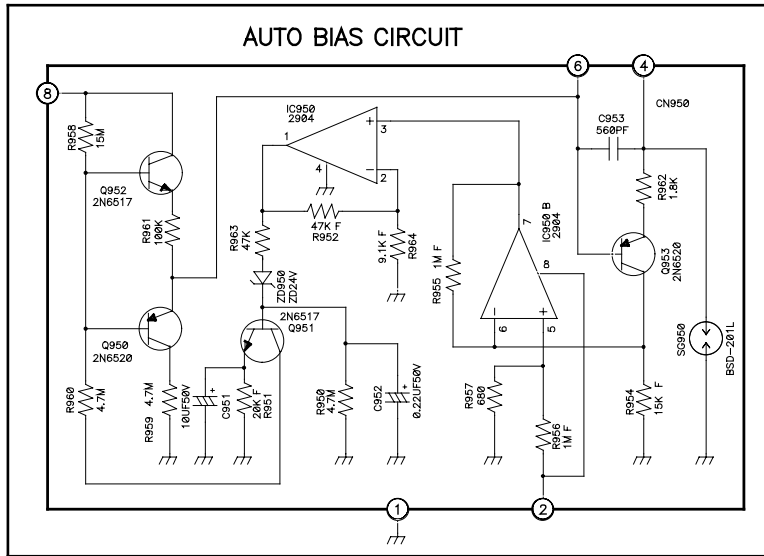 AUTO BIAS CIRCUIT
8
6
4
CN950
R958
15M
Q952
2N6517
R961
100K
IC950
2904
1
3
4
2
+
−
47K F
R952
R963
47K
9.1K F
R964
ZD950
ZD24V
C953
560PF
R962
1.8K
Q953
2N6520
IC950 B
2904
7
8
R955 1M F
−
+
6
5
Q950
2N6520
2N6517
Q951
SG950
BSD-201L
R960
4.7M
R959 4.7M
10UF50V
C951
+
20K F
R951
R950
4.7M
C952
+
0.22UF50V
R957
680
R956
1M F
R954
15K F
1
2